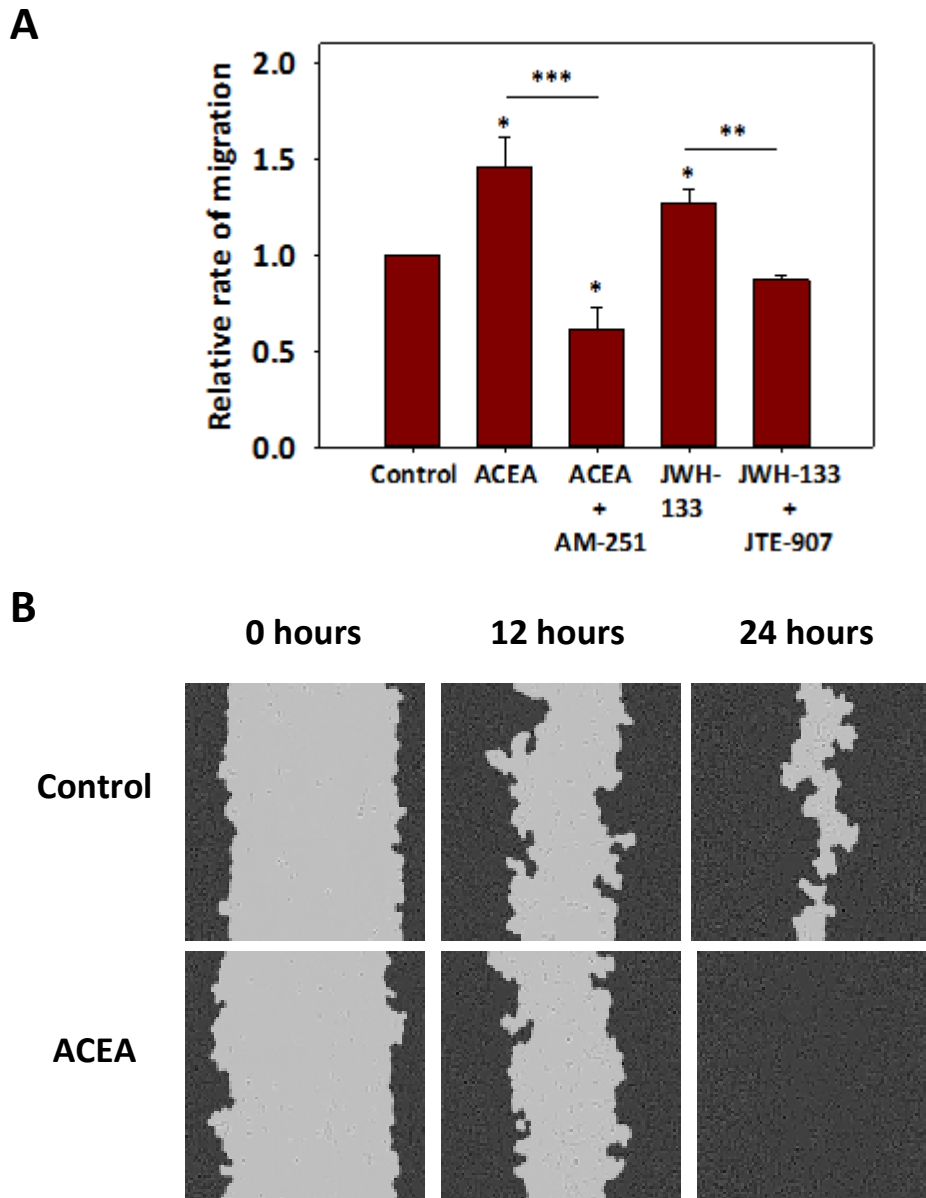 A
Relative rate of migration
2.0
1.5
1.0
0.5
0.0
*
***
*
*
**
Control
ACEA
ACEA
+
AM-251
JWH-
133
JWH-133
+
JTE-907
B
0 hours
12 hours
24 hours
Control
ACEA